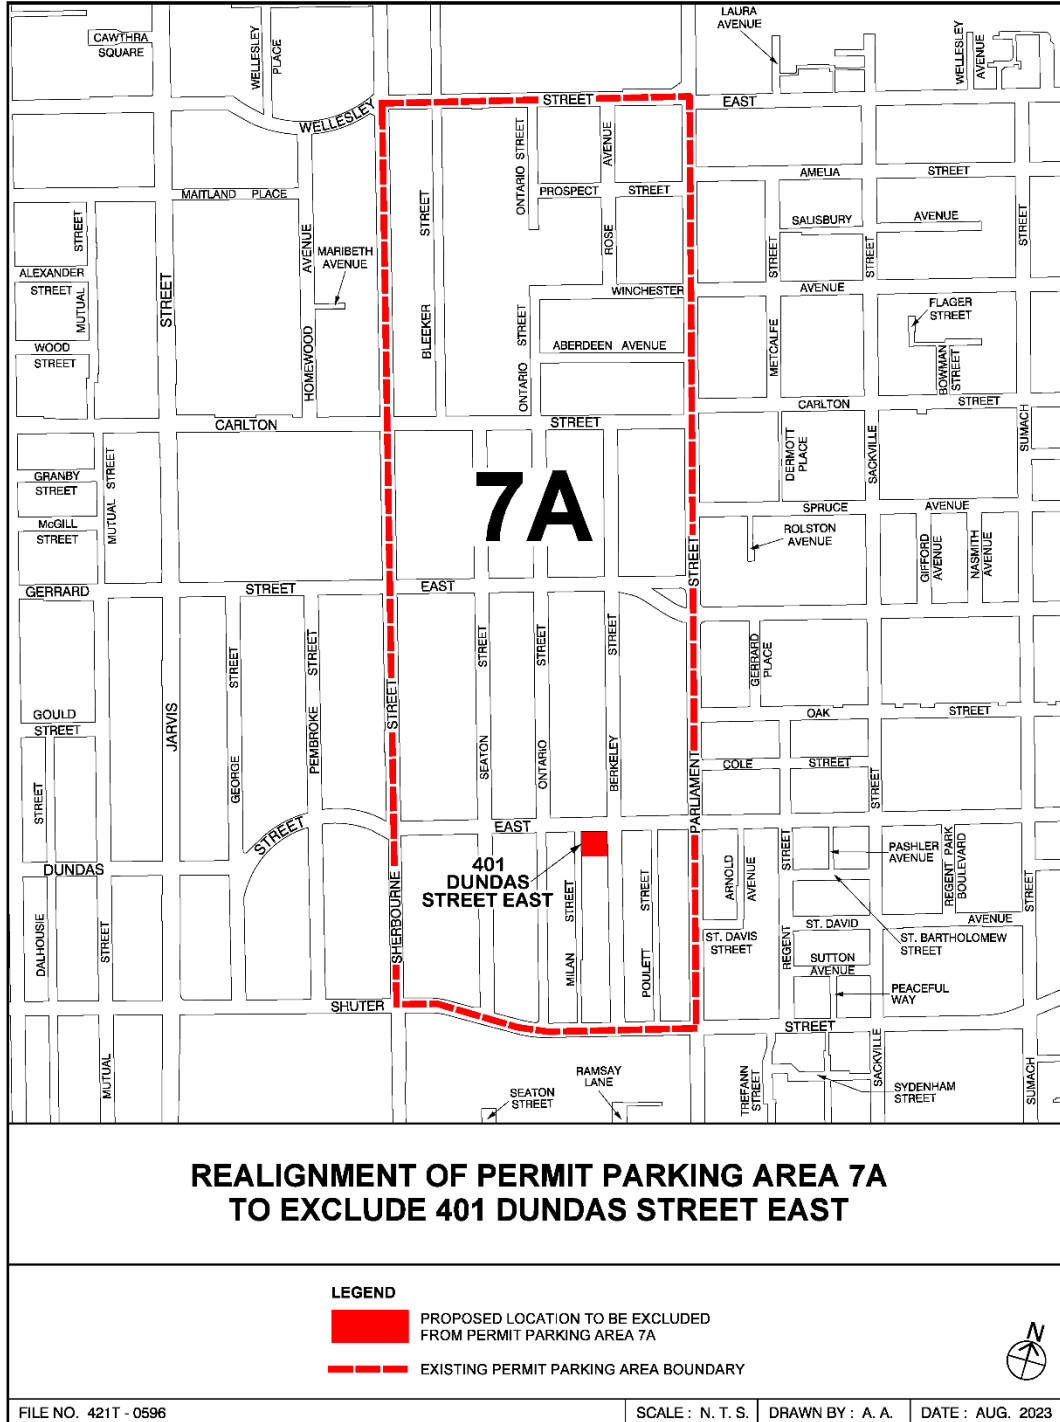 LAURA
AVENUE
CAWTHRA
SQUARE
WELLESLEY
PLACE
WELLESLEY
AVENUE
WELLESLEY
STREET
EAST
ONTARIO STREET
AVENUE
AMELIA
STREET
MAITLAND PLACE
PROSPECT
STREET
SALISBURY
AVENUE
STREET
STREET
AVENUE
MARIBETH
AVENUE
ROSE
STREET
STREET
STREET
ALEXANDER
STREET
MUTUAL
STREET
WINCHESTER
AVENUE
FLAGER
STREET
WOOD
STREET
HOMEWOOD
BLEEKER
STREET
ONTARIO
ABERDEEN AVENUE
METCALFE
BOWMAN
STREET
CARLTON
STREET
CARLTON
STREET
SUMACH
GRANBY
STREET
MUTUAL STREET
McGILL
STREET
7A
DERMOTT
PLACE
SACKVILLE
SPRUCE
AVENUE
ROLSTON
AVENUE
GIFFORD
AVENUE
NASMITH
AVENUE
STREET
GERRARD
STREET
EAST
STREET
STREET
STREET
STREET
STREET
GERRARD
PLACE
GOULD
STREET
JARVIS
GEORGE
PEMBROKE
STREET
SEATON
ONTARIO
BERKELEY
PARLIAMENT
OAK
STREET
COLE
STREET
STREET
STREET
STREET
EAST
DUNDAS
401
DUNDAS
STREET EAST
SHERBOURNE
STREET
MILAN
STREET
POULETT
ARNOLD
AVENUE
STREET
REGENT
PASHLER
AVENUE
REGENT PARK
BOULEVARD
STREET
AVENUE
ST. DAVID
ST. DAVIS
STREET
ST. BARTHOLOMEW
STREET
SUTTON
AVENUE
PEACEFUL
WAY
DALHOUSIE
STREET
SHUTER
STREET
MUTUAL
SEATON
STREET
RAMSAY
LANE
TREFANN
STREET
SACKVILLE
SYDENHAM
STREET
SUMACH
REALIGNMENT OF PERMIT PARKING AREA 7A
TO EXCLUDE 401 DUNDAS STREET EAST
LEGEND
PROPOSED LOCATION TO BE EXCLUDED
FROM PERMIT PARKING AREA 7A
EXISTING PERMIT PARKING AREA BOUNDARY
N
FILE NO. 421T - 0596
SCALE : N. T. S.
DRAWN BY : A. A.
DATE : AUG. 2023